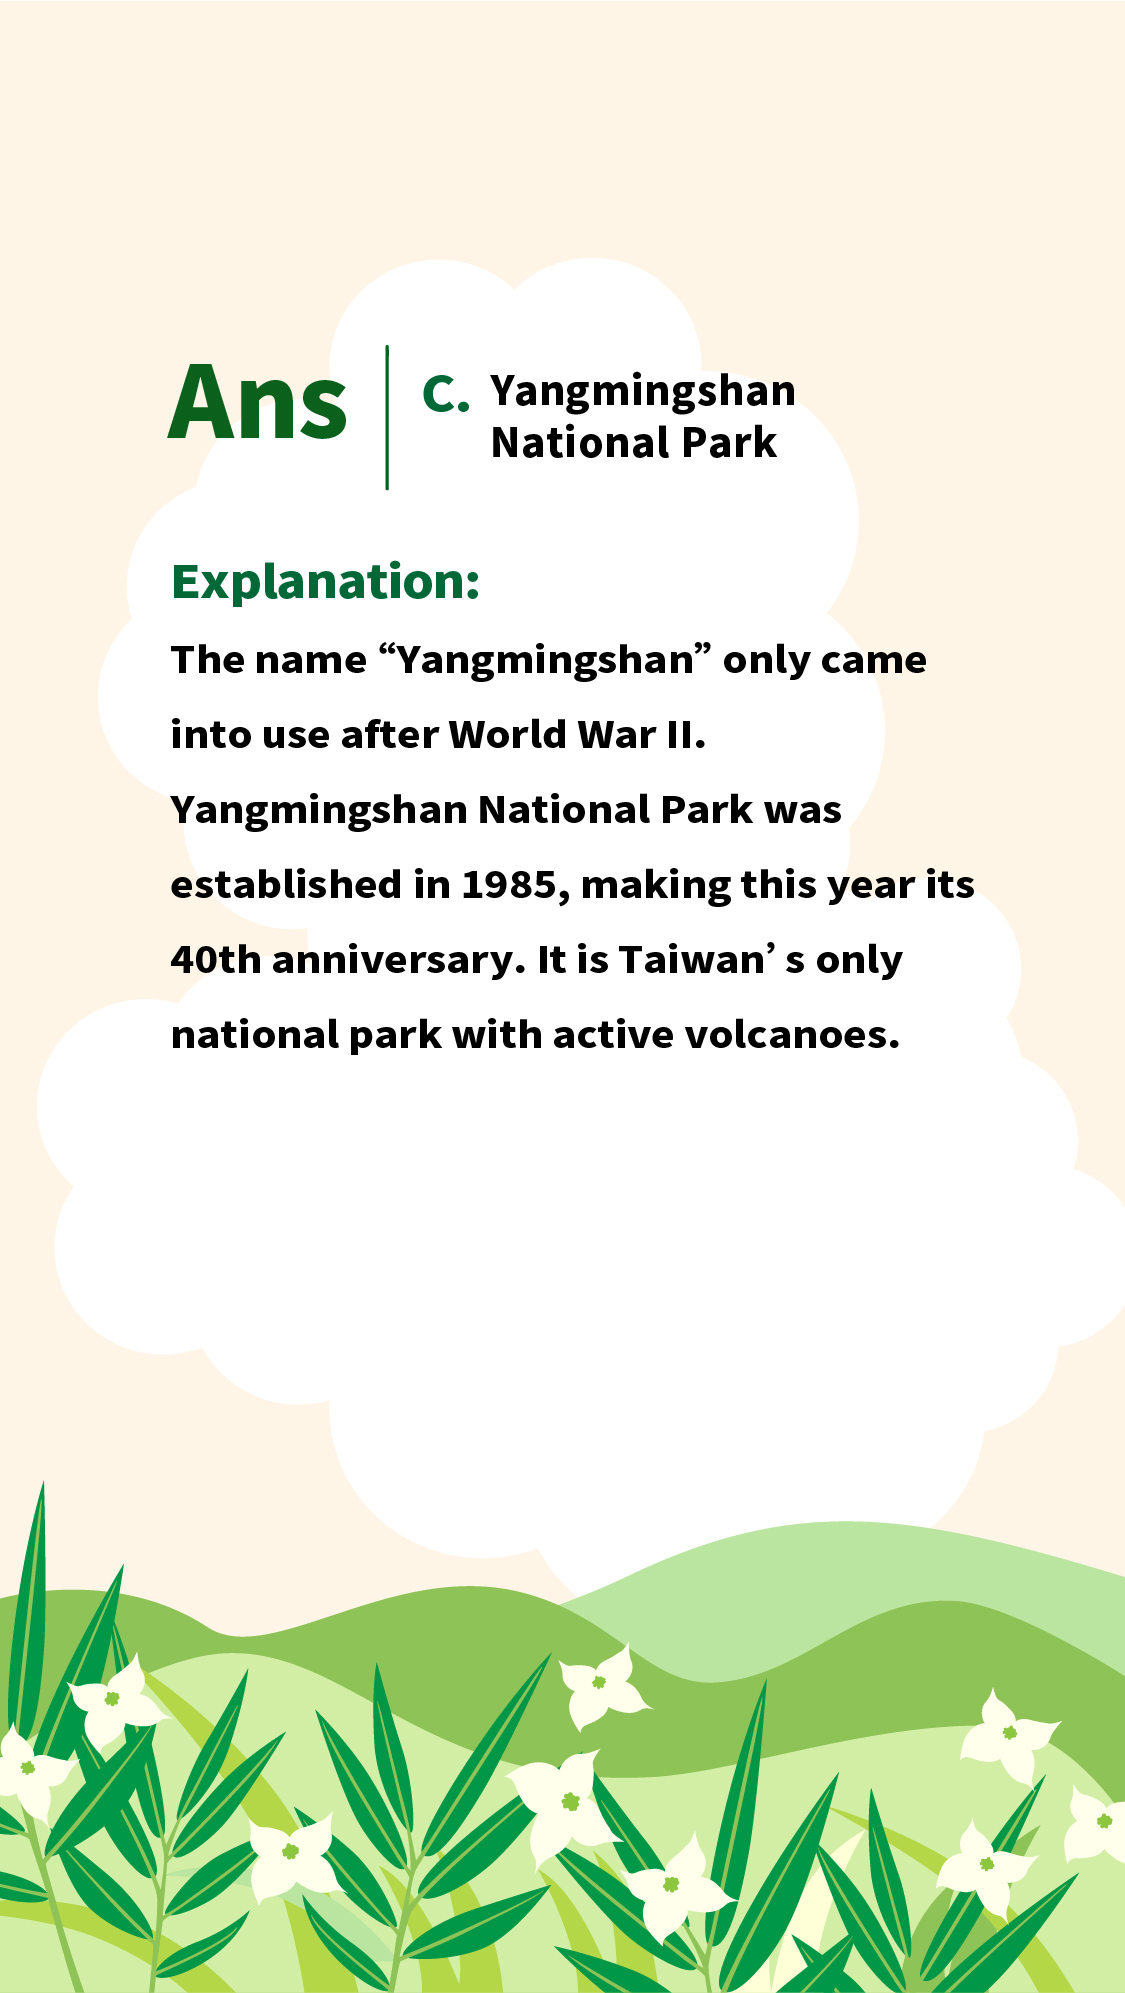 Ans
C. Yangmingshan
National Park
Explanation:
The name “Yangmingshan” only came
into use after World War II.
Yangmingshan National Park was
established in 1985, making this year its
40th anniversary. It is Taiwan’ s only
national park with active volcanoes.